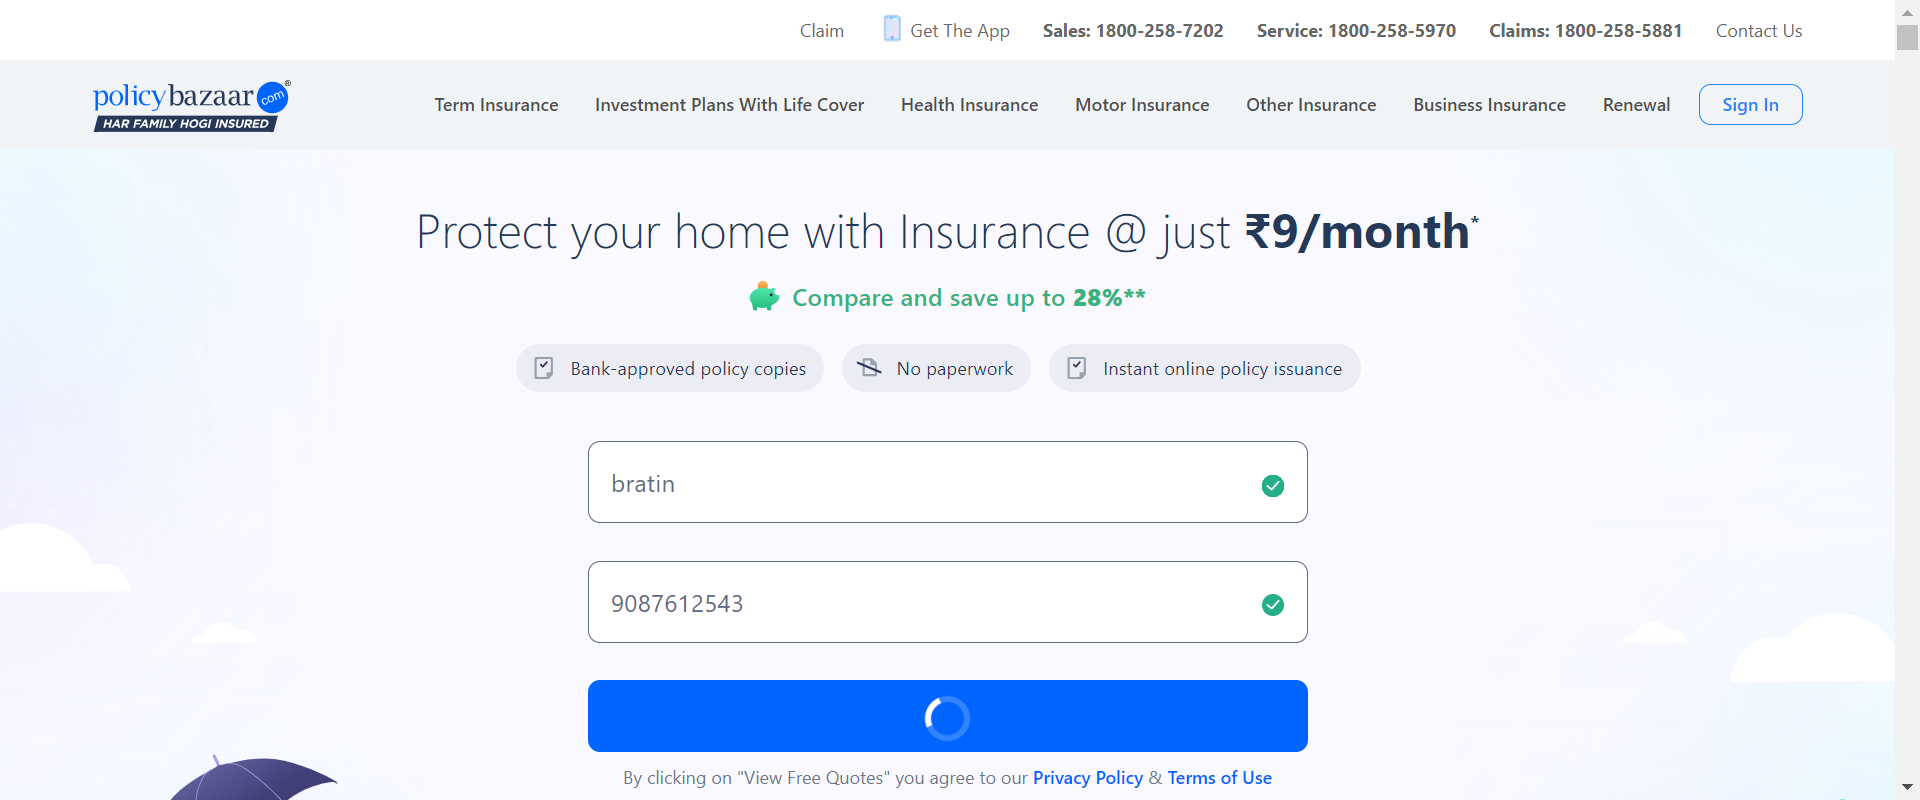 Claim Get The App Sales: 1800-258-7202 Service: 1800-258-5970 Claims: 1800-258-5881 Contact Us
policybazaar.com®
HAR FAMILY HOGI INSURED
Term Insurance Investment Plans With Life Cover Health Insurance Motor Insurance Other Insurance Business Insurance Renewal Sign In
Protect your home with Insurance @ just ₹9/month*
Compare and save up to 28%**
Bank-approved policy copies No paperwork Instant online policy issuance
bratin
9087612543
By clicking on "View Free Quotes" you agree to our Privacy Policy & Terms of Use